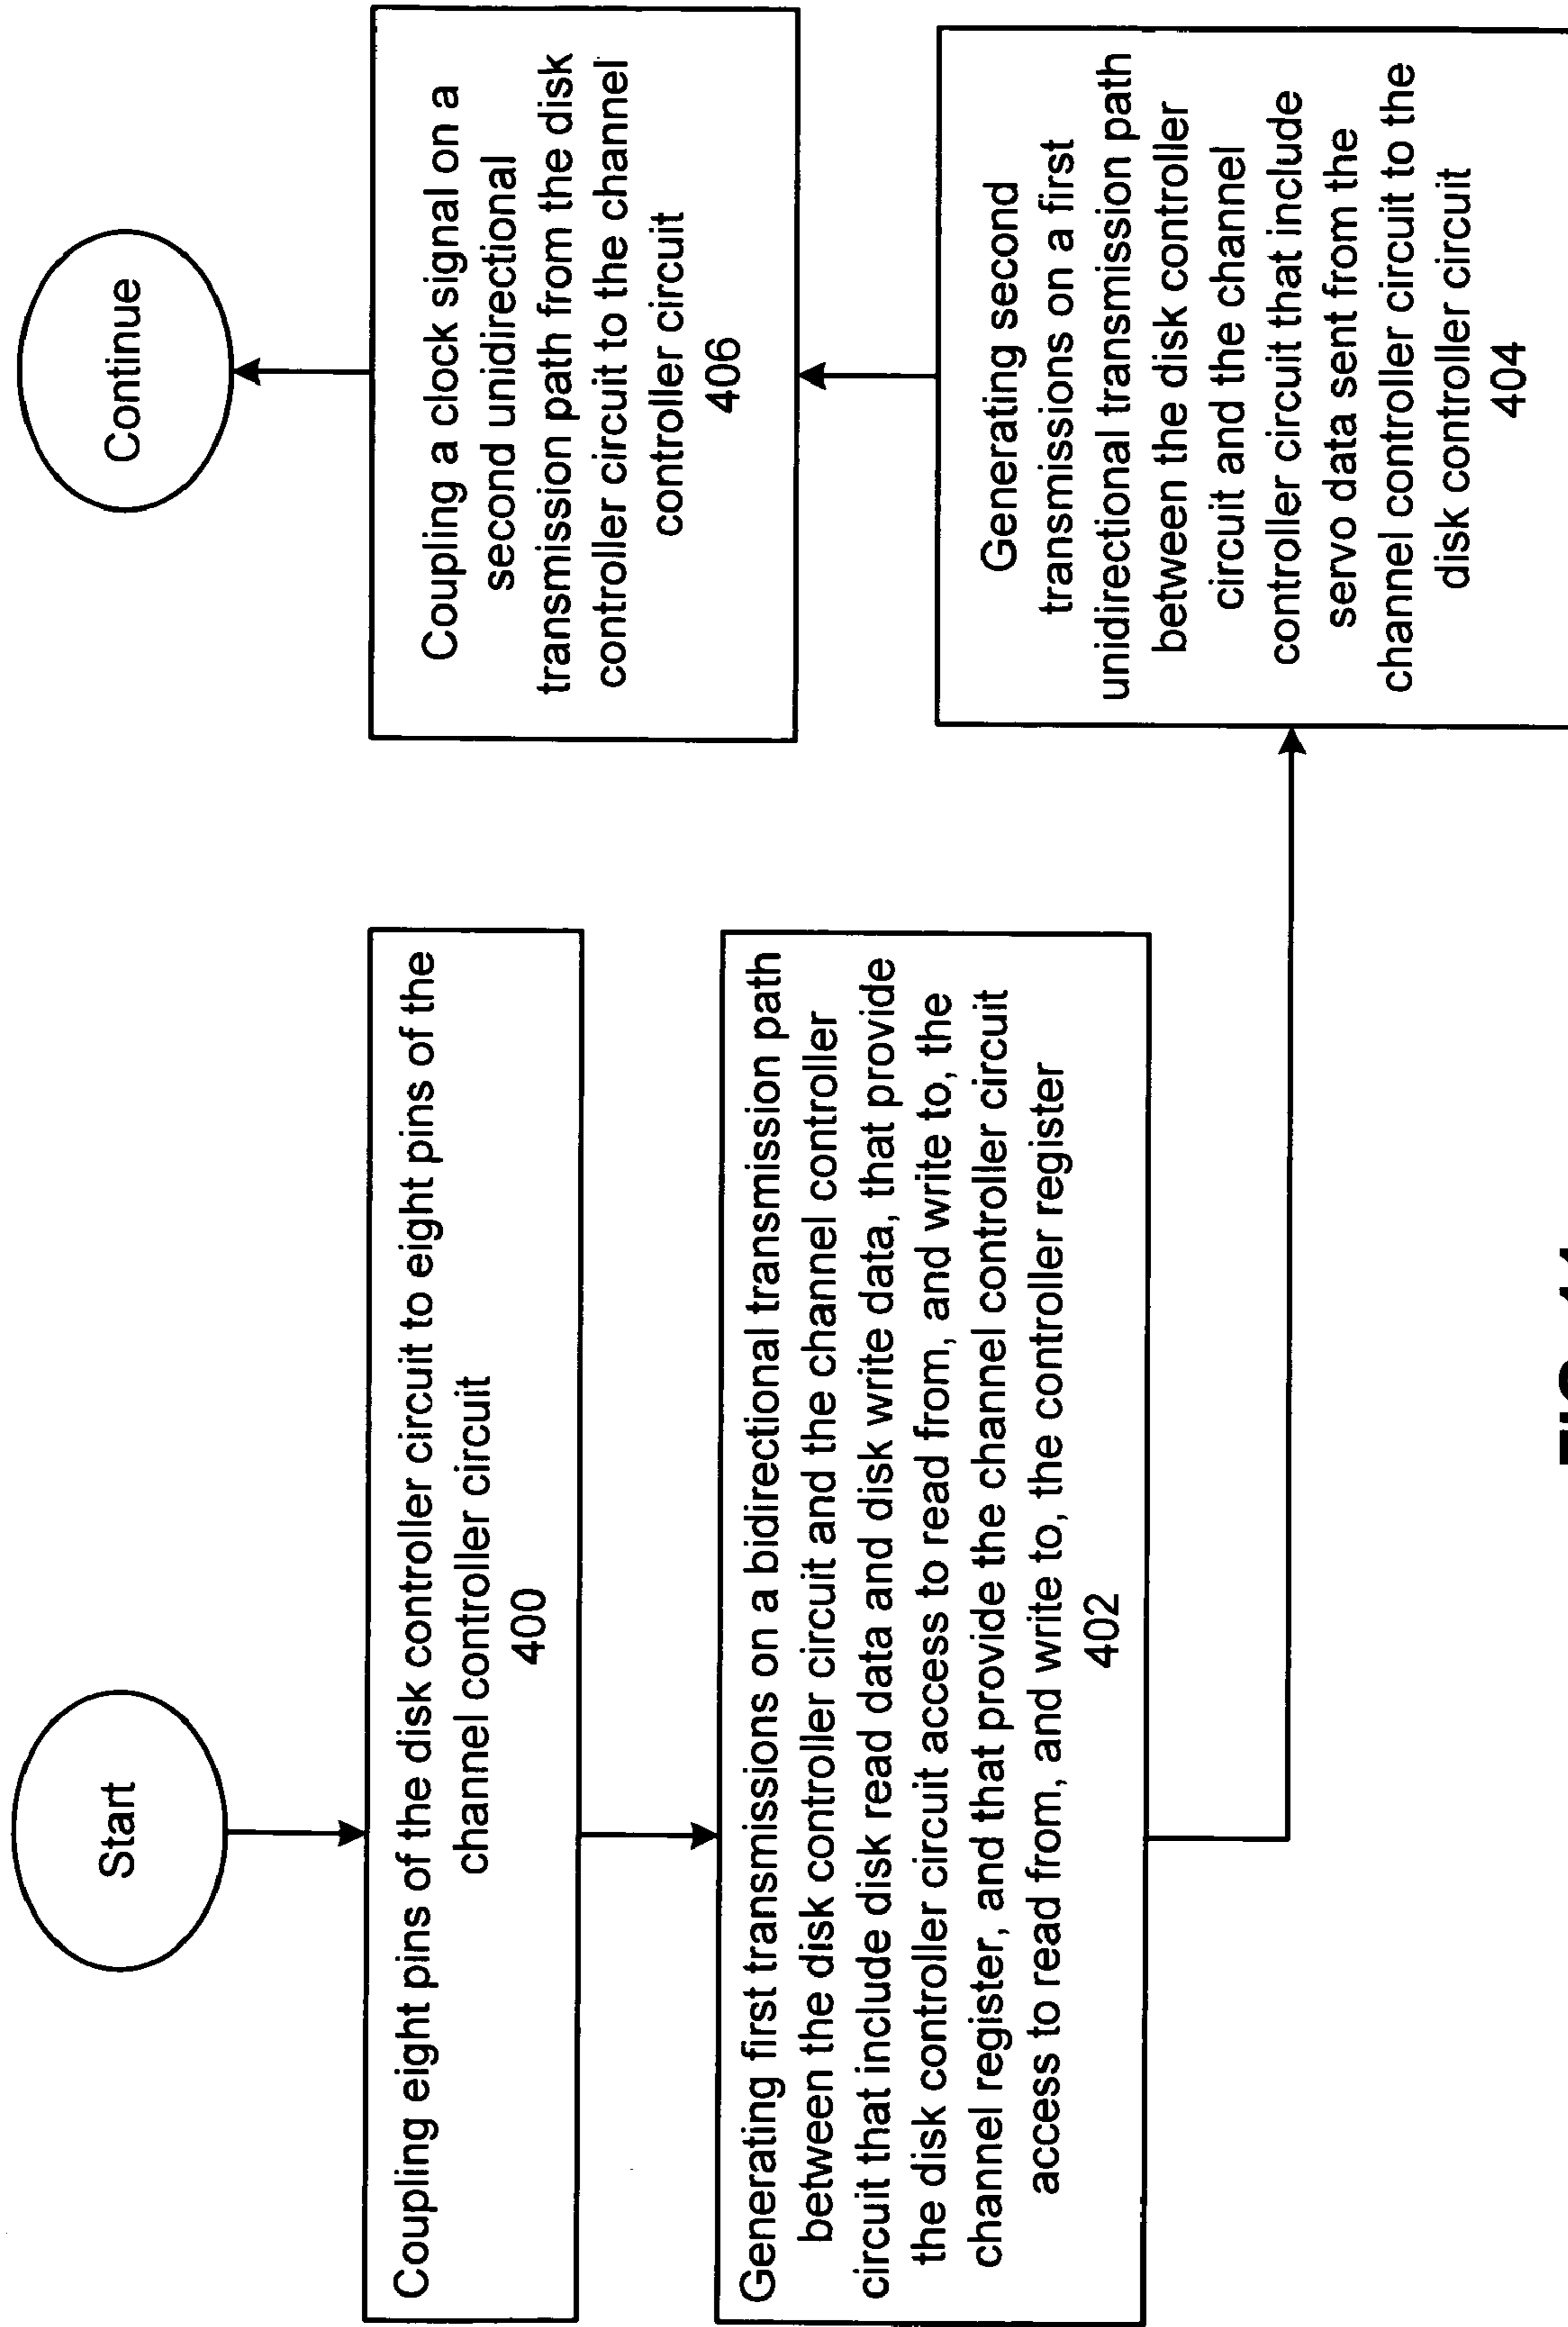 Start
Coupling eight pins of the disk controller circuit to eight pins of the
channel controller circuit
400
Generating first transmissions on a bidirectional transmission path
between the disk controller circuit and the channel controller
circuit that include disk read data and disk write data, that provide
the disk controller circuit access to read from, and write to, the
channel register, and that provide the channel controller circuit
access to read from, and write to, the controller register
402
Generating second
transmissions on a first
unidirectional transmission path
between the disk controller
circuit and the channel
controller circuit that include
servo data sent from the
channel controller circuit to the
disk controller circuit
404
Coupling a clock signal on a
second unidirectional
transmission path from the disk
controller circuit to the channel
controller circuit
406
Continue
FIG.